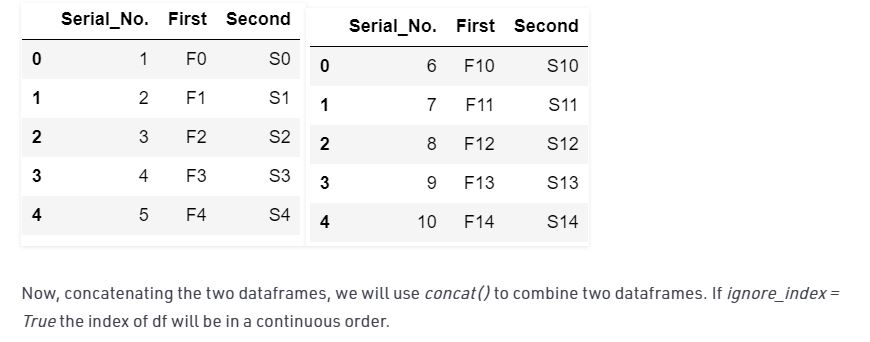 Serial_No. First Second
0 1 F0 S0
1 2 F1 S1
2 3 F2 S2
3 4 F3 S3
4 5 F4 S4
Serial_No. First Second
0 6 F10 S10
1 7 F11 S11
2 8 F12 S12
3 9 F13 S13
4 10 F14 S14
Now, concatenating the two dataframes, we will use concat() to combine two dataframes. If ignore_index =
True the index of df will be in a continuous order.